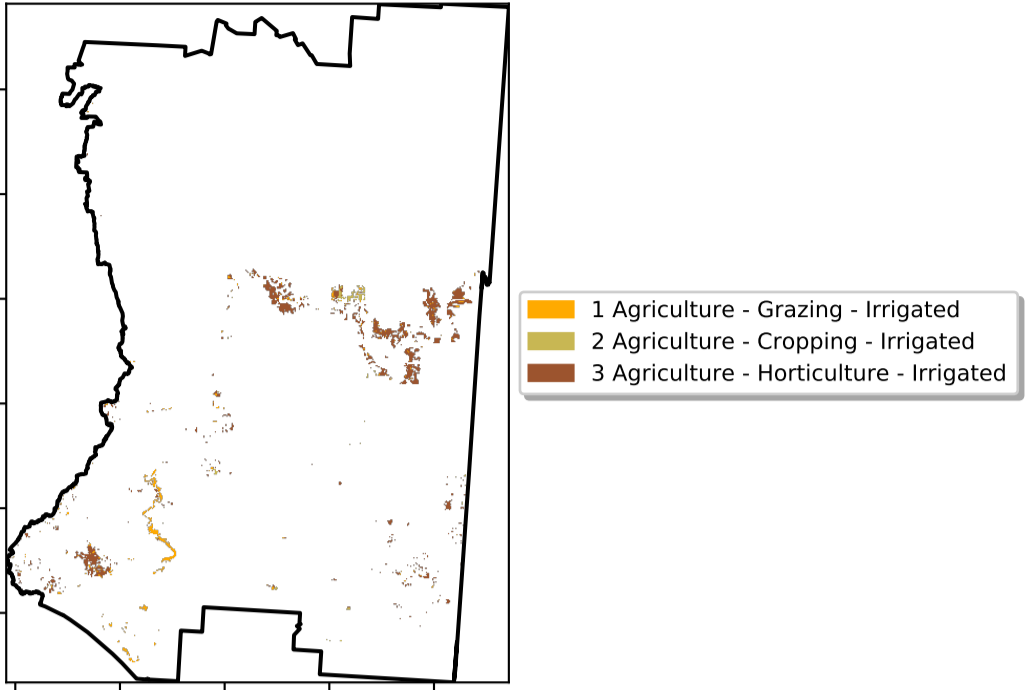 1 Agriculture - Grazing - Irrigated
2 Agriculture - Cropping - Irrigated
3 Agriculture - Horticulture - Irrigated